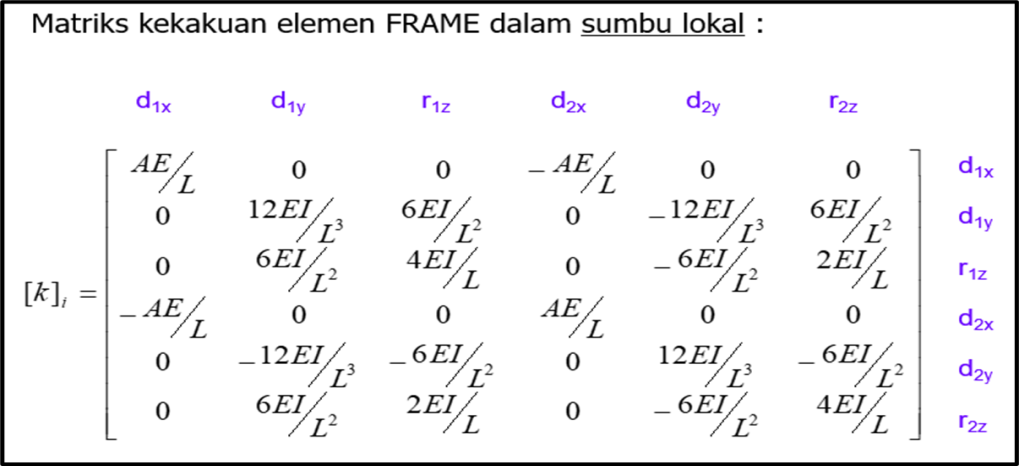 Matriks kekakuan elemen FRAME dalam sumbu lokal :
d1x d1y r1z d2x d2y r2z
AE/L 0 0 -AE/L 0 0 d1x
0 12EI/L³ 6EI/L² 0 -12EI/L³ 6EI/L² d1y
0 6EI/L² 4EI/L 0 -6EI/L² 2EI/L r1z
[k]i =
-AE/L 0 0 AE/L 0 0 d2x
0 -12EI/L³ -6EI/L² 0 12EI/L³ -6EI/L² d2y
0 6EI/L² 2EI/L 0 -6EI/L² 4EI/L r2z